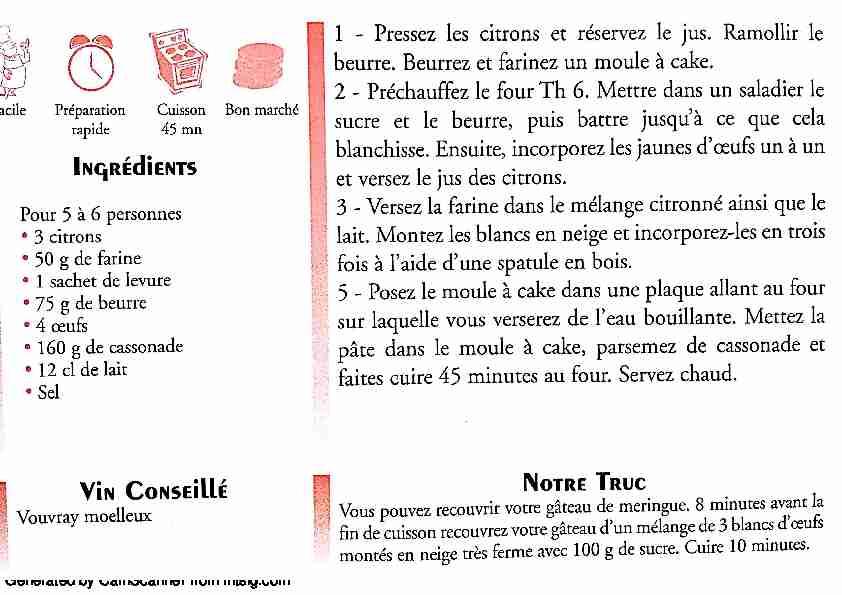 acile
Préparation
rapide
Cuisson
45 mn
Bon marché
Ingrédients
Pour 5 à 6 personnes
• 3 citrons
• 50 g de farine
• 1 sachet de levure
• 75 g de beurre
• 4 œufs
• 160 g de cassonade
• 12 cl de lait
• Sel
Vin Conseillé
Vouvray moelleux
1 - Pressez les citrons et réservez le jus. Ramollir le
beurre. Beurrez et farinez un moule à cake.
2 - Préchauffez le four Th 6. Mettre dans un saladier le
sucre et le beurre, puis battre jusqu'à ce que cela
blanchisse. Ensuite, incorporez les jaunes d'œufs un à un
et versez le jus des citrons.
3 - Versez la farine dans le mélange citronné ainsi que le
lait. Montez les blancs en neige et incorporez-les en trois
fois à l'aide d'une spatule en bois.
5 - Posez le moule à cake dans une plaque allant au four
sur laquelle vous verserez de l'eau bouillante. Mettez la
pâte dans le moule à cake, parsemez de cassonade et
faites cuire 45 minutes au four. Servez chaud.
Notre Truc
Vous pouvez recouvrir votre gâteau de meringue. 8 minutes avant la
fin de cuisson recouvrez votre gâteau d'un mélange de 3 blancs d'œufs
montés en neige très ferme avec 100 g de sucre. Cuire 10 minutes.
Generated by CamScanner from intsig.com